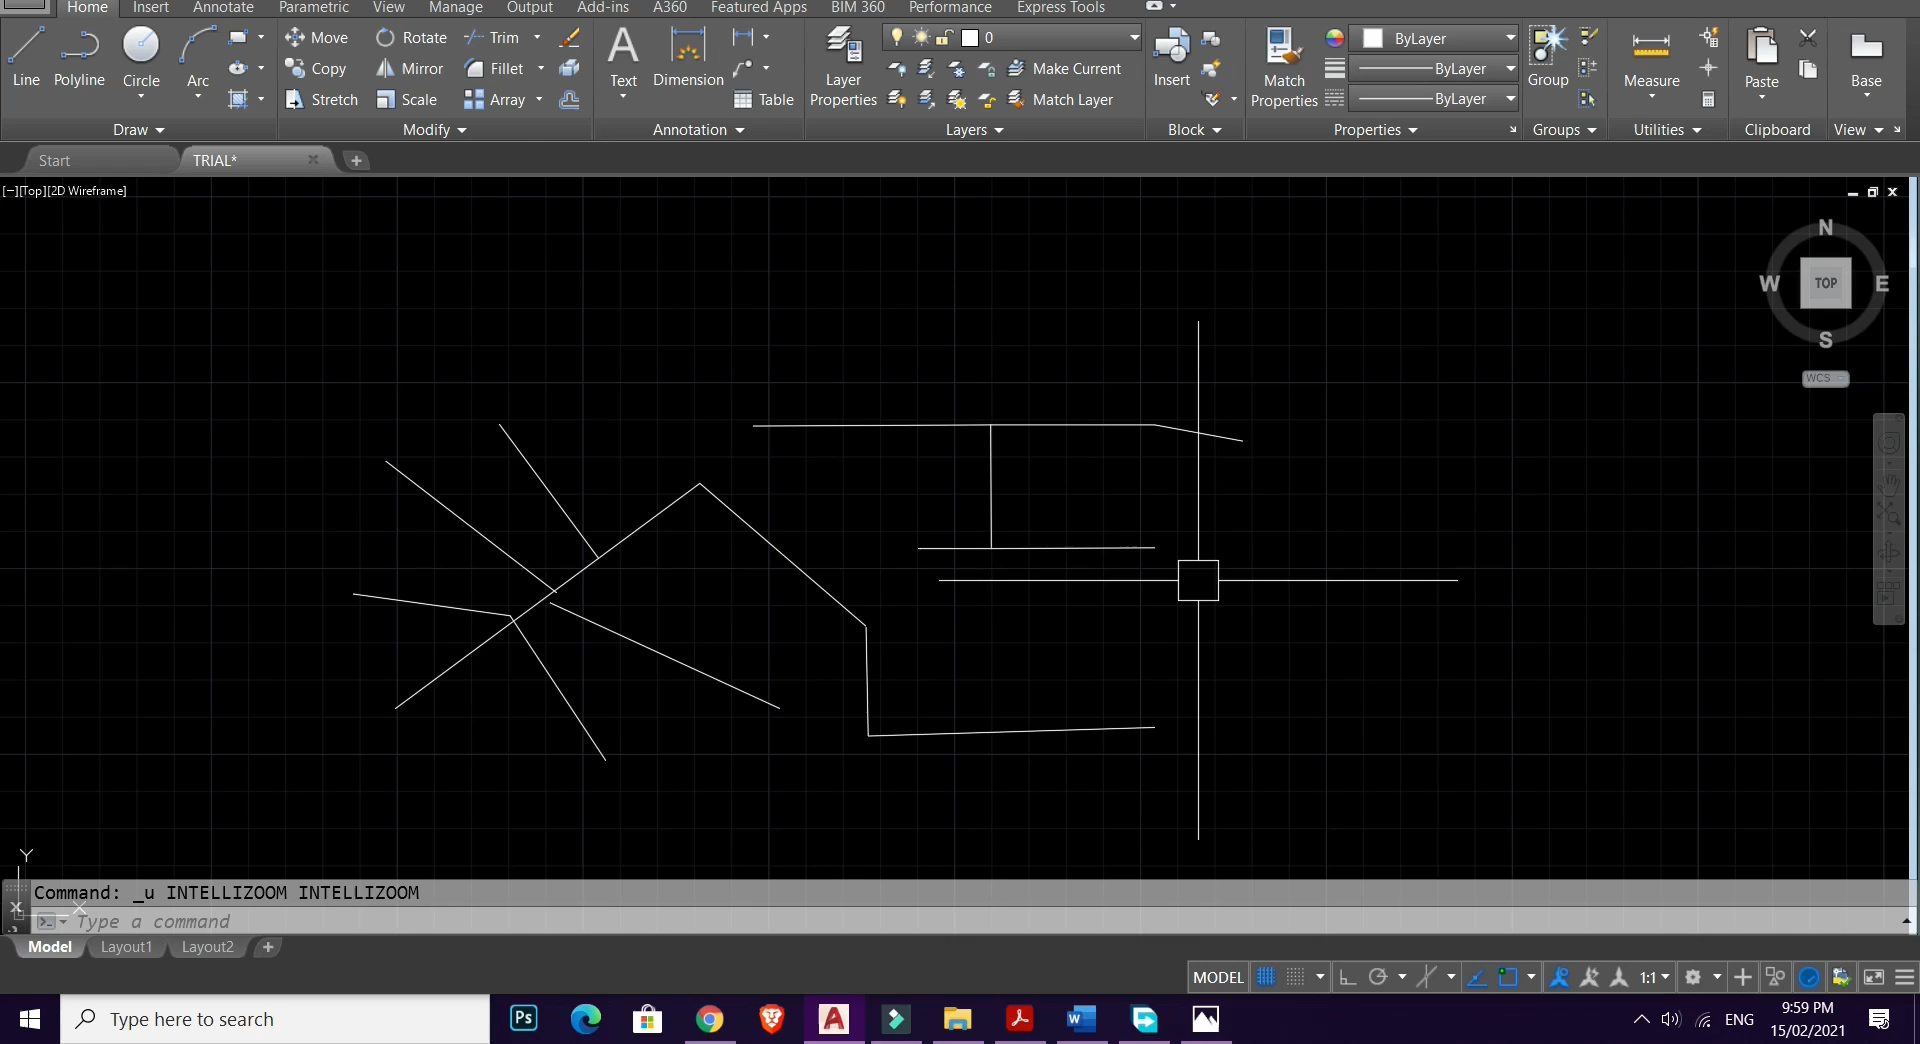 Home Insert Annotate Parametric View Manage Output Add-ins A360 Featured Apps BIM 360 Performance Express Tools
Line Polyline Circle Arc
Move Rotate Trim
Copy Mirror Fillet
Stretch Scale Array
Text Dimension Table
Layer Properties
0
Make Current
Match Layer
Insert
Match Properties
ByLayer
ByLayer
ByLayer
Group
Measure
Paste
Base
Draw Modify Annotation Layers Block Properties Groups Utilities Clipboard View
Start TRIAL*
[−][Top][2D Wireframe]
N
W TOP E
S
WCS
Y
X
Command: _u INTELLIZOOM INTELLIZOOM
Type a command
Model Layout1 Layout2
MODEL 1:1
Type here to search
Ps
ENG
9:59 PM
15/02/2021